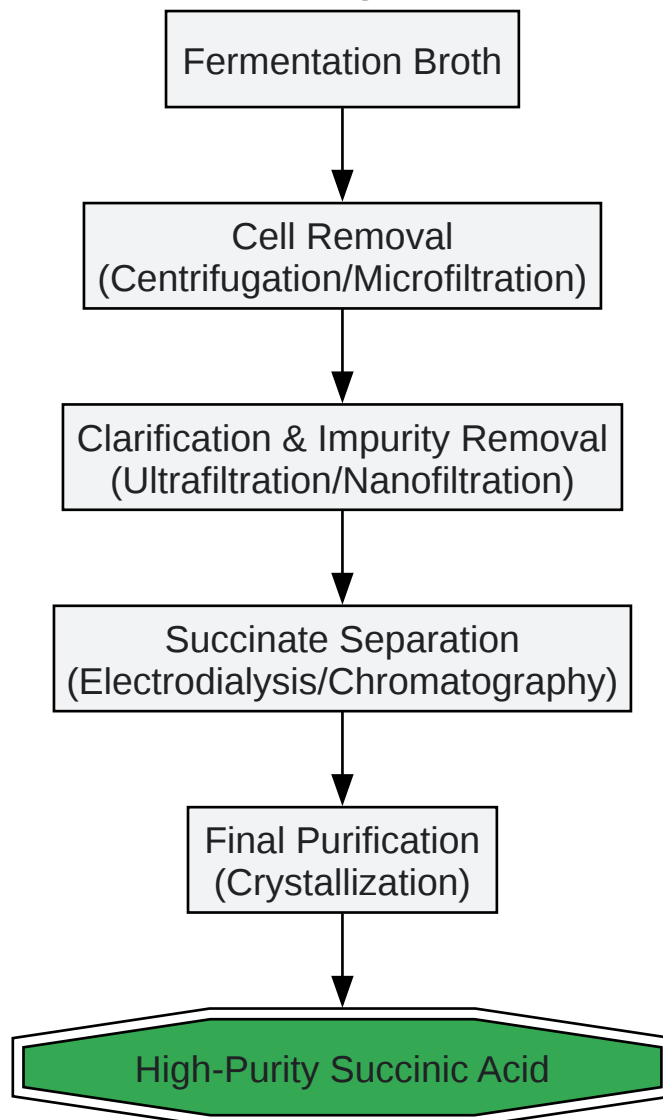 Fermentation Broth
Cell Removal
(Centrifugation/Microfiltration)
Clarification & Impurity Removal
(Ultrafiltration/Nanofiltration)
Succinate Separation
(Electrodialysis/Chromatography)
Final Purification
(Crystallization)
High-Purity Succinic Acid